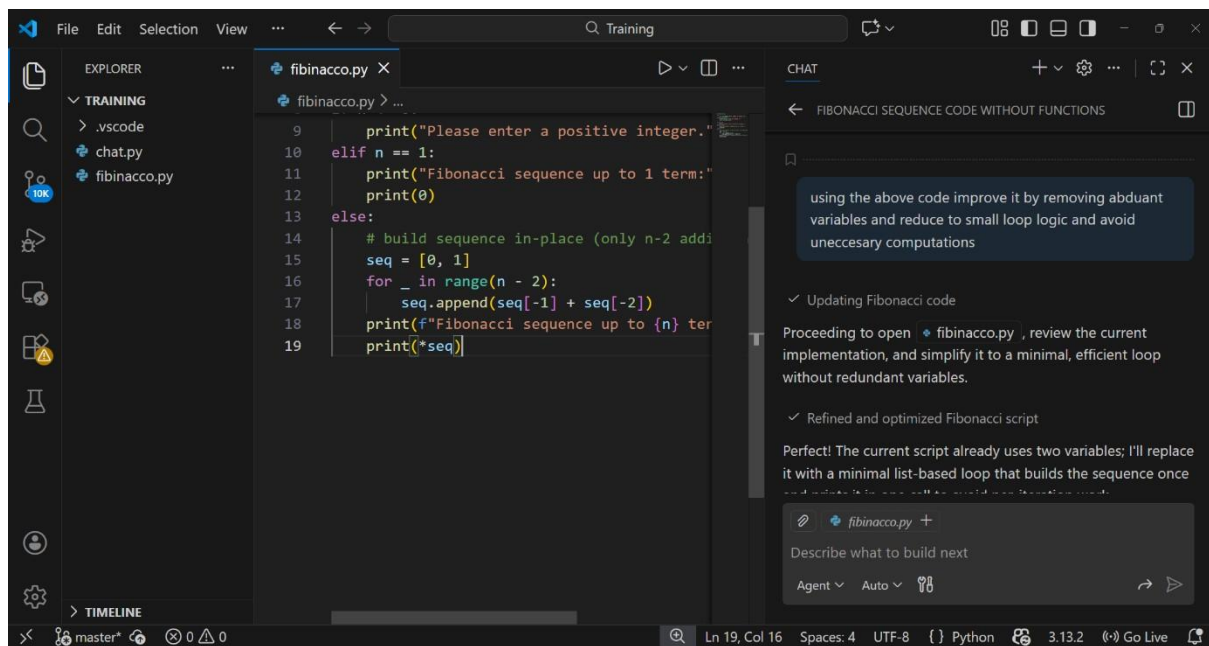 File Edit Selection View ... Training
EXPLORER ...
TRAINING
.vscode
chat.py
fibinacco.py
10K
TIMELINE
fibinacco.py
fibinacco.py > ...
9 print("Please enter a positive integer."
10 elif n == 1:
11 print("Fibonacci sequence up to 1 term:"
12 print(0)
13 else:
14 # build sequence in-place (only n-2 addi
15 seq = [0, 1]
16 for _ in range(n - 2):
17 seq.append(seq[-1] + seq[-2])
18 print(f"Fibonacci sequence up to {n} ter
19 print(*seq)
CHAT
FIBONACCI SEQUENCE CODE WITHOUT FUNCTIONS
using the above code improve it by removing abduant
variables and reduce to small loop logic and avoid
uneccesary computations
Updating Fibonacci code
Proceeding to open fibinacco.py , review the current
implementation, and simplify it to a minimal, efficient loop
without redundant variables.
Refined and optimized Fibonacci script
Perfect! The current script already uses two variables; I'll replace
it with a minimal list-based loop that builds the sequence once
fibinacco.py +
Describe what to build next
Agent Auto
master* 0 0 Ln 19, Col 16 Spaces: 4 UTF-8 {} Python 3.13.2 Go Live